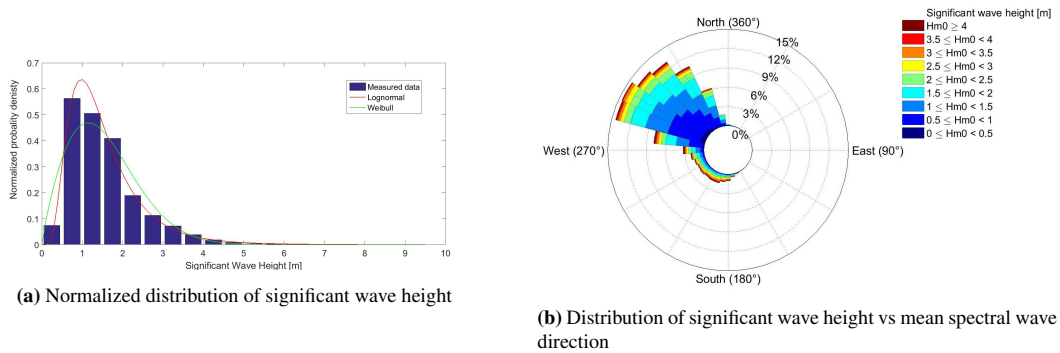 0.7
0.6
0.5
0.4
0.3
0.2
0.1
0
Normalized probability densty
Measured data
Lognormal
Weibull
0 1 2 3 4 5 6 7 8 9 10
Significant Wave Height [m]
(a) Normalized distribution of significant wave height
North (360°)
15%
12%
9%
6%
3%
0%
West (270°)
East (90°)
South (180°)
Significant wave height [m]
Hm0 ≥ 4
3.5 ≤ Hm0 < 4
3 ≤ Hm0 < 3.5
2.5 ≤ Hm0 < 3
2 ≤ Hm0 < 2.5
1.5 ≤ Hm0 < 2
1 ≤ Hm0 < 1.5
0.5 ≤ Hm0 < 1
0 ≤ Hm0 < 0.5
(b) Distribution of significant wave height vs mean spectral wave
direction